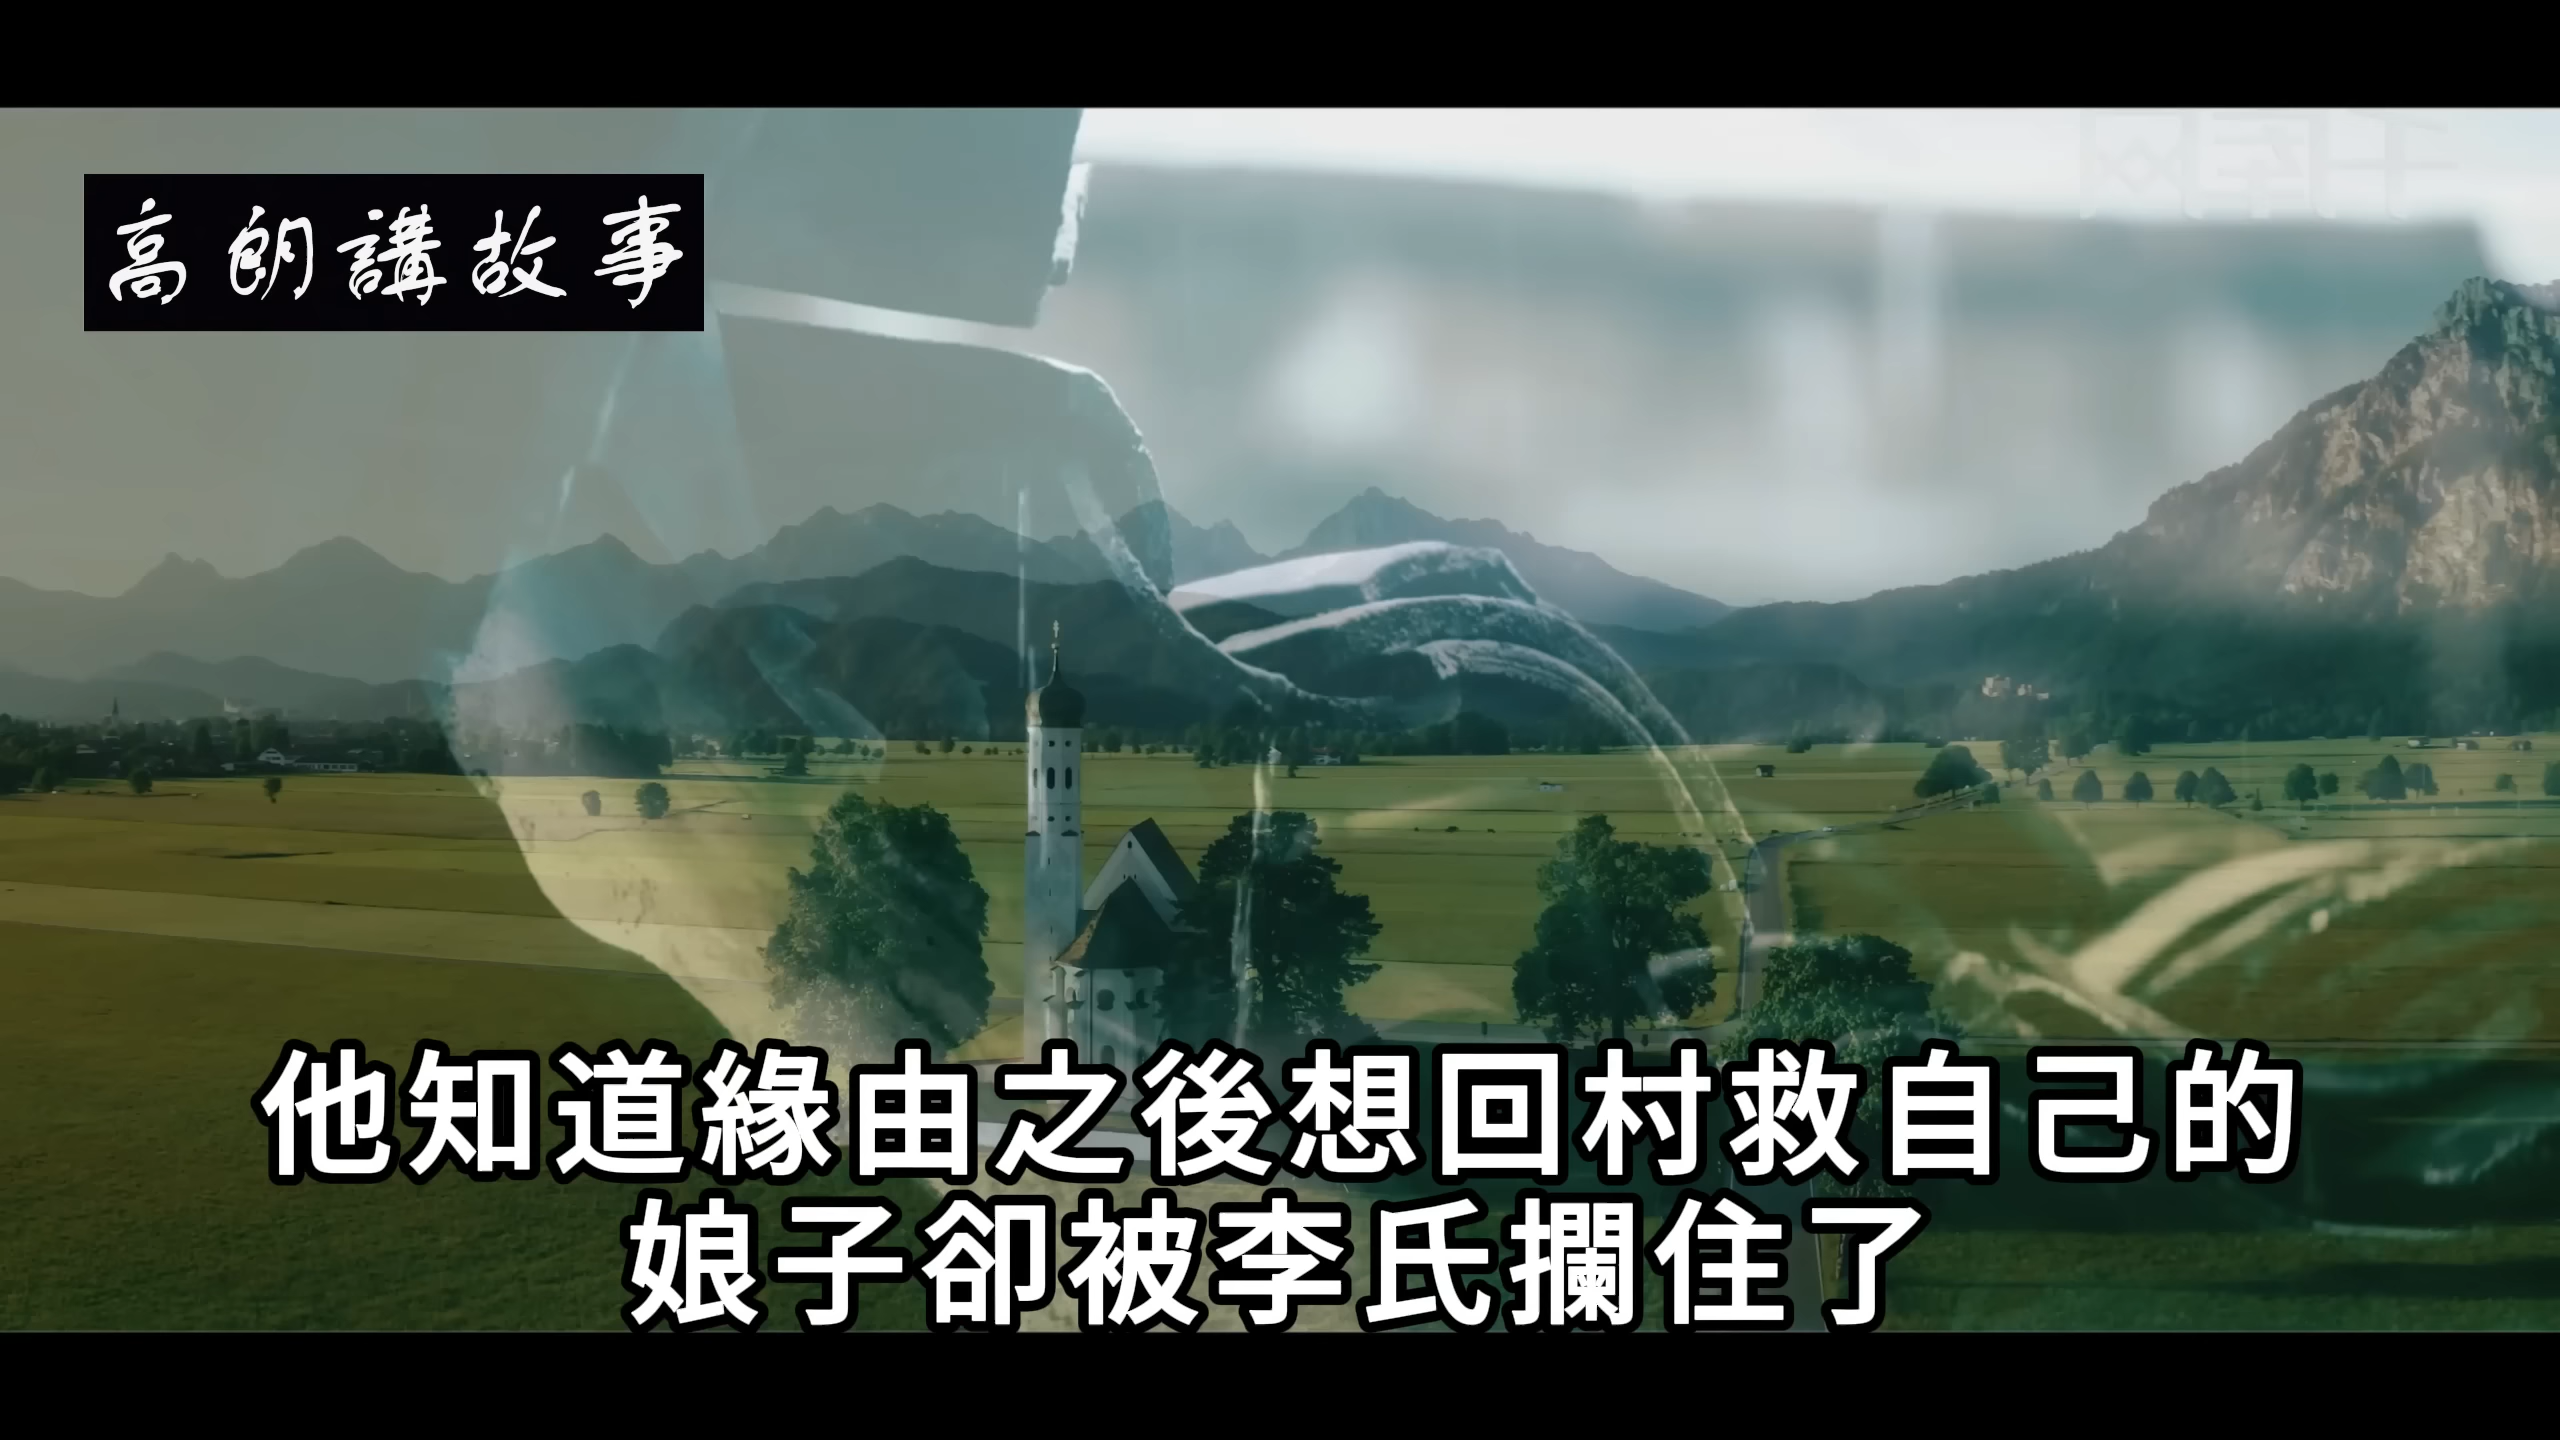 高朗講故事
他知道緣由之後想回村救自己的
娘子卻被李氏攔住了